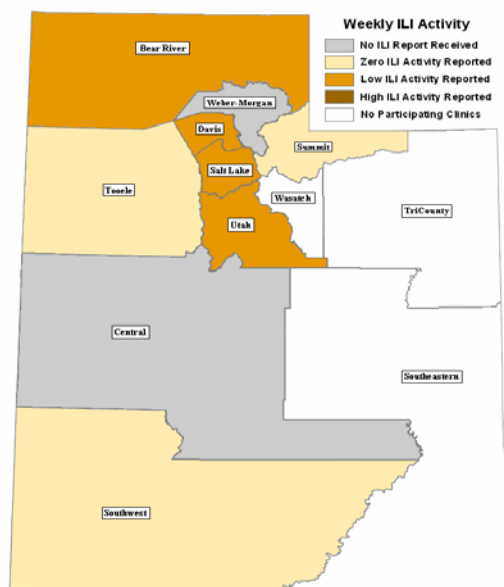 Weekly ILI Activity
No ILI Report Received
Zero ILI Activity Reported
Low ILI Activity Reported
High ILI Activity Reported
No Participating Clinics
Bear River
Weber-Morgan
Davis
Summit
Salt Lake
Tooele
Wasatch
TriCounty
Utah
Central
Southeastern
Southwest